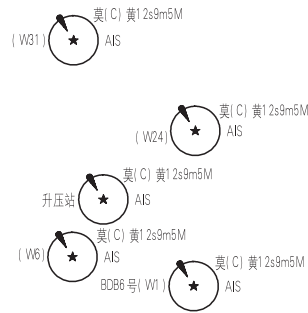 莫(C) 黄12s9m5M
(W31)
AIS
莫(C) 黄12s9m5M
(W24)
AIS
莫(C) 黄12s9m5M
升压站
AIS
莫(C) 黄12s9m5M
(W6)
AIS
莫(C) 黄12s9m5M
BDB6号(W1)
AIS